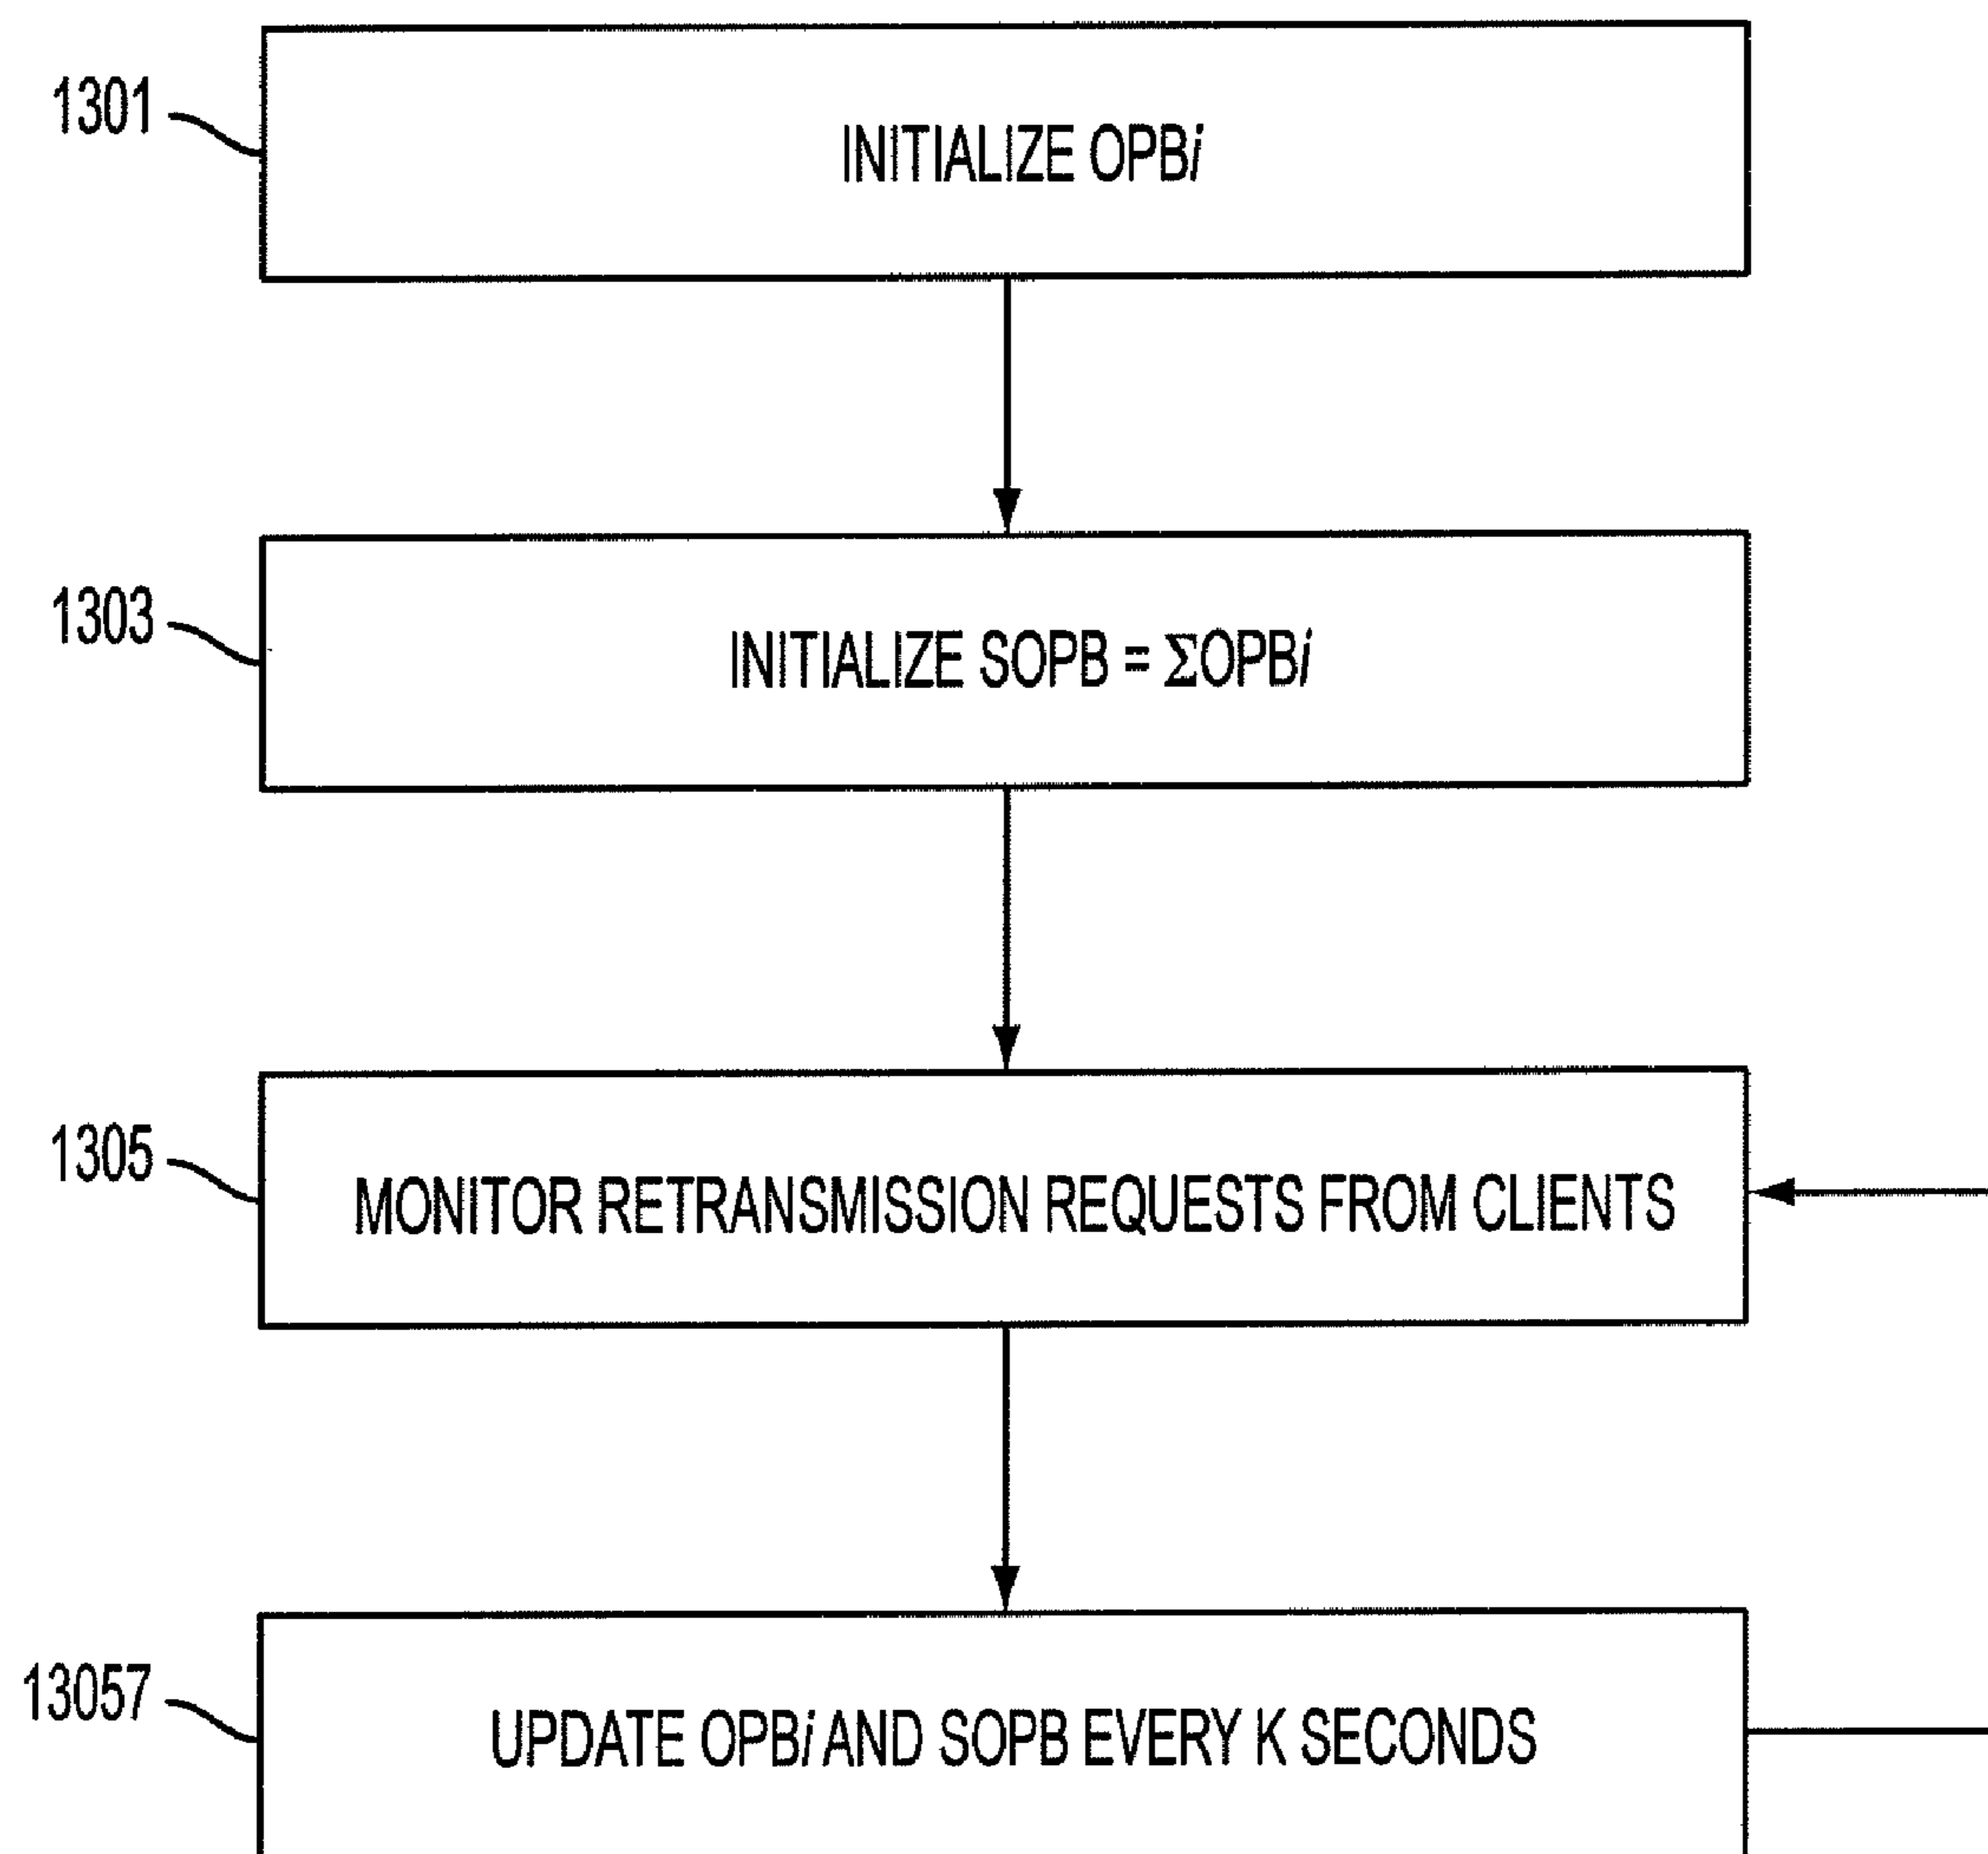 1301
INITIALIZE OPBi
1303
INITIALIZE SOPB = ΣOPBi
1305
MONITOR RETRANSMISSION REQUESTS FROM CLIENTS
13057
UPDATE OPBi AND SOPB EVERY K SECONDS